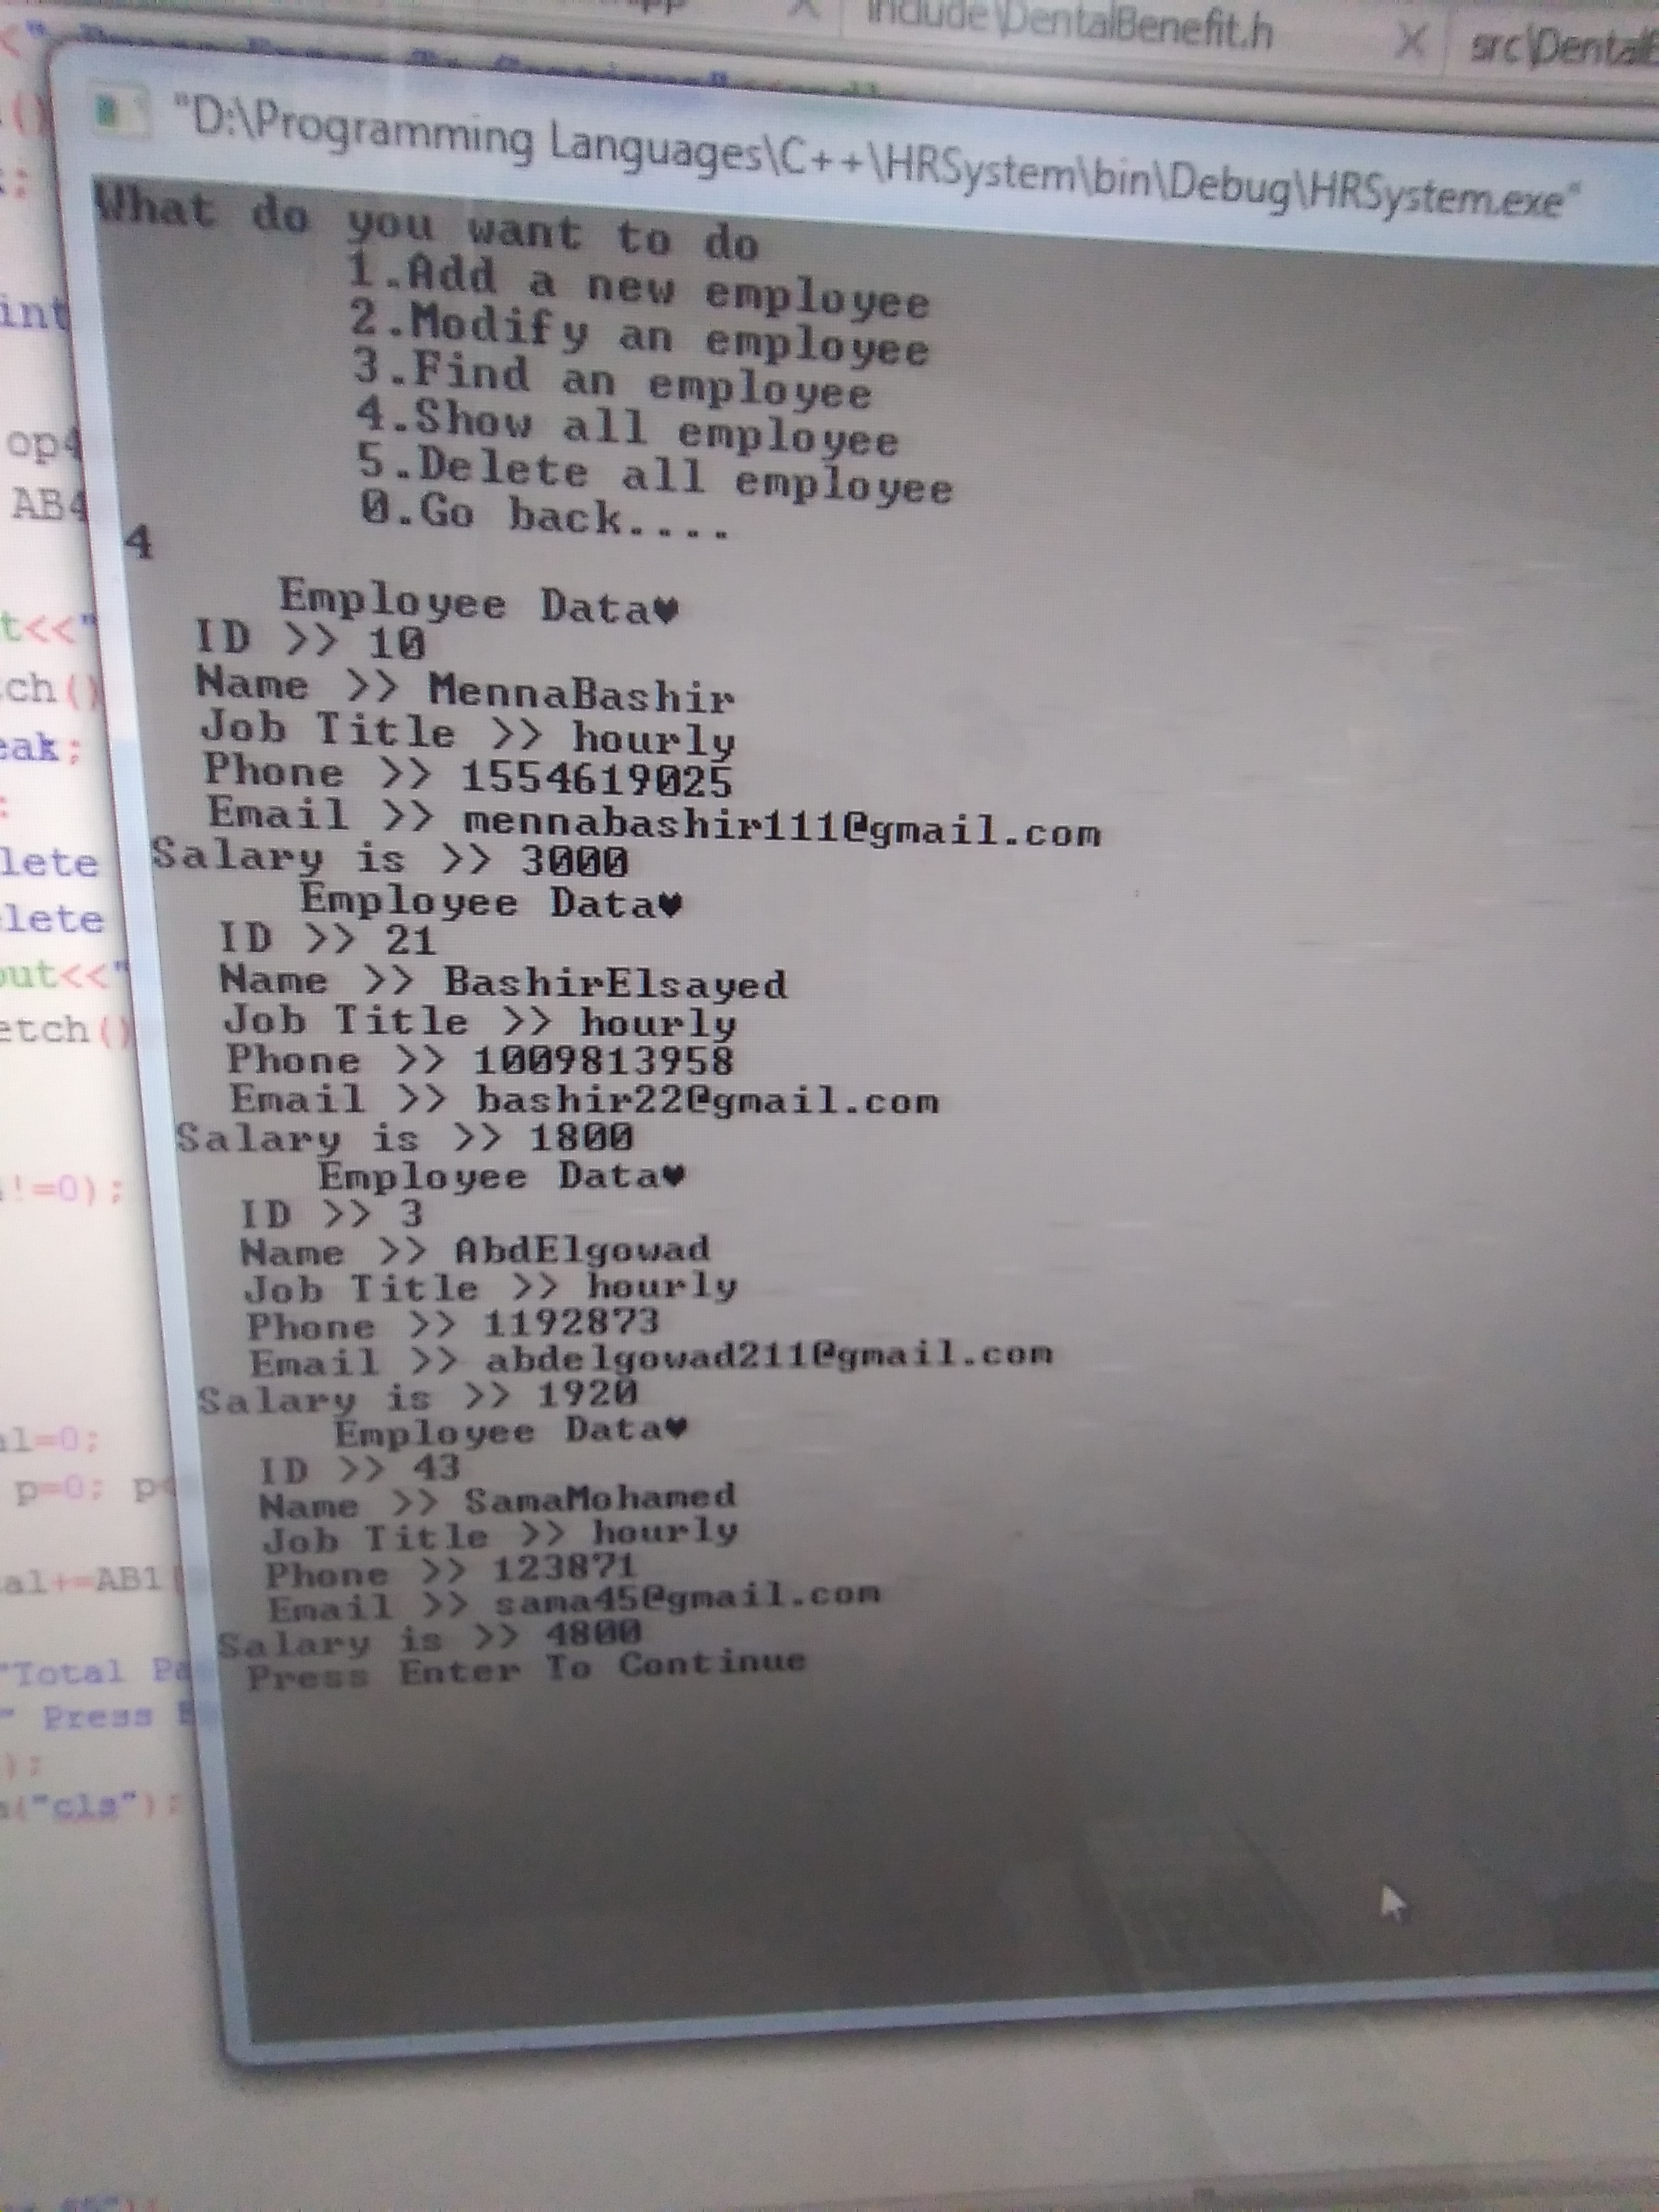 include\DentalBenefit.h
"D:\Programming Languages\C++\HRSystem\bin\Debug\HRSystem.exe"
What do you want to do
1.Add a new employee
2.Modify an employee
3.Find an employee
4.Show all employee
5.Delete all employee
0.Go back....
4
Employee Data♥
ID >> 10
Name >> MennaBashir
Job Title >> hourly
Phone >> 1554619025
Email >> mennabashir111@gmail.com
Salary is >> 3000
Employee Data♥
ID >> 21
Name >> BashirElsayed
Job Title >> hourly
Phone >> 1009813958
Email >> bashir22@gmail.com
Salary is >> 1800
Employee Data♥
ID >> 3
Name >> AbdElgowad
Job Title >> hourly
Phone >> 1192873
Email >> abdelgowad211@gmail.com
Salary is >> 1920
Employee Data♥
ID >> 43
Name >> SamaMohamed
Job Title >> hourly
Phone >> 123871
Email >> sama45@gmail.com
Salary is >> 4800
Press Enter To Continue
int
op4
AB4
t<<"
ch()
eak;
lete
lete
out<<"
etch()
!=0);
al=0;
p=0; p<
al+=AB1
"Total Pa
" Press E
);
("cls");